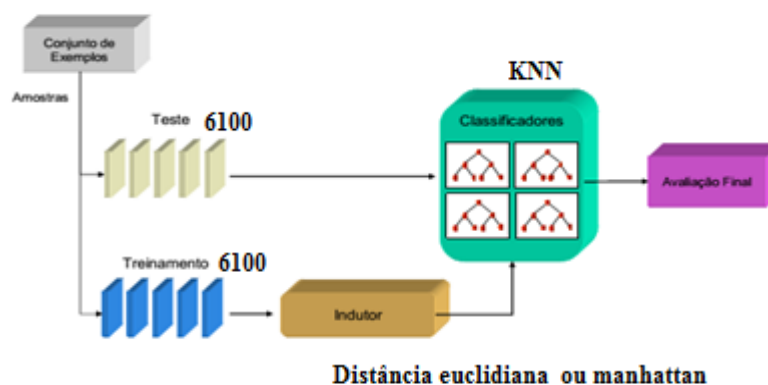 Conjunto de
Exemplos
Amostras
Teste 6100
Treinamento 6100
Indutor
KNN
Classificadores
Avaliação Final
Distância euclidiana ou manhattan